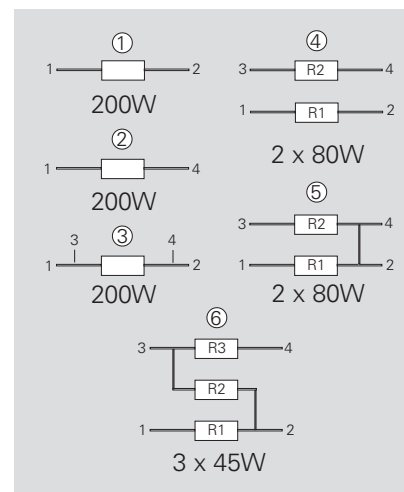 ①
1 2
200W
②
1 4
200W
③
3 4
1 2
200W
④
3 R2 4
1 R1 2
2 x 80W
⑤
3 R2 4
1 R1 2
2 x 80W
⑥
3 R3 4
R2
1 R1 2
3 x 45W